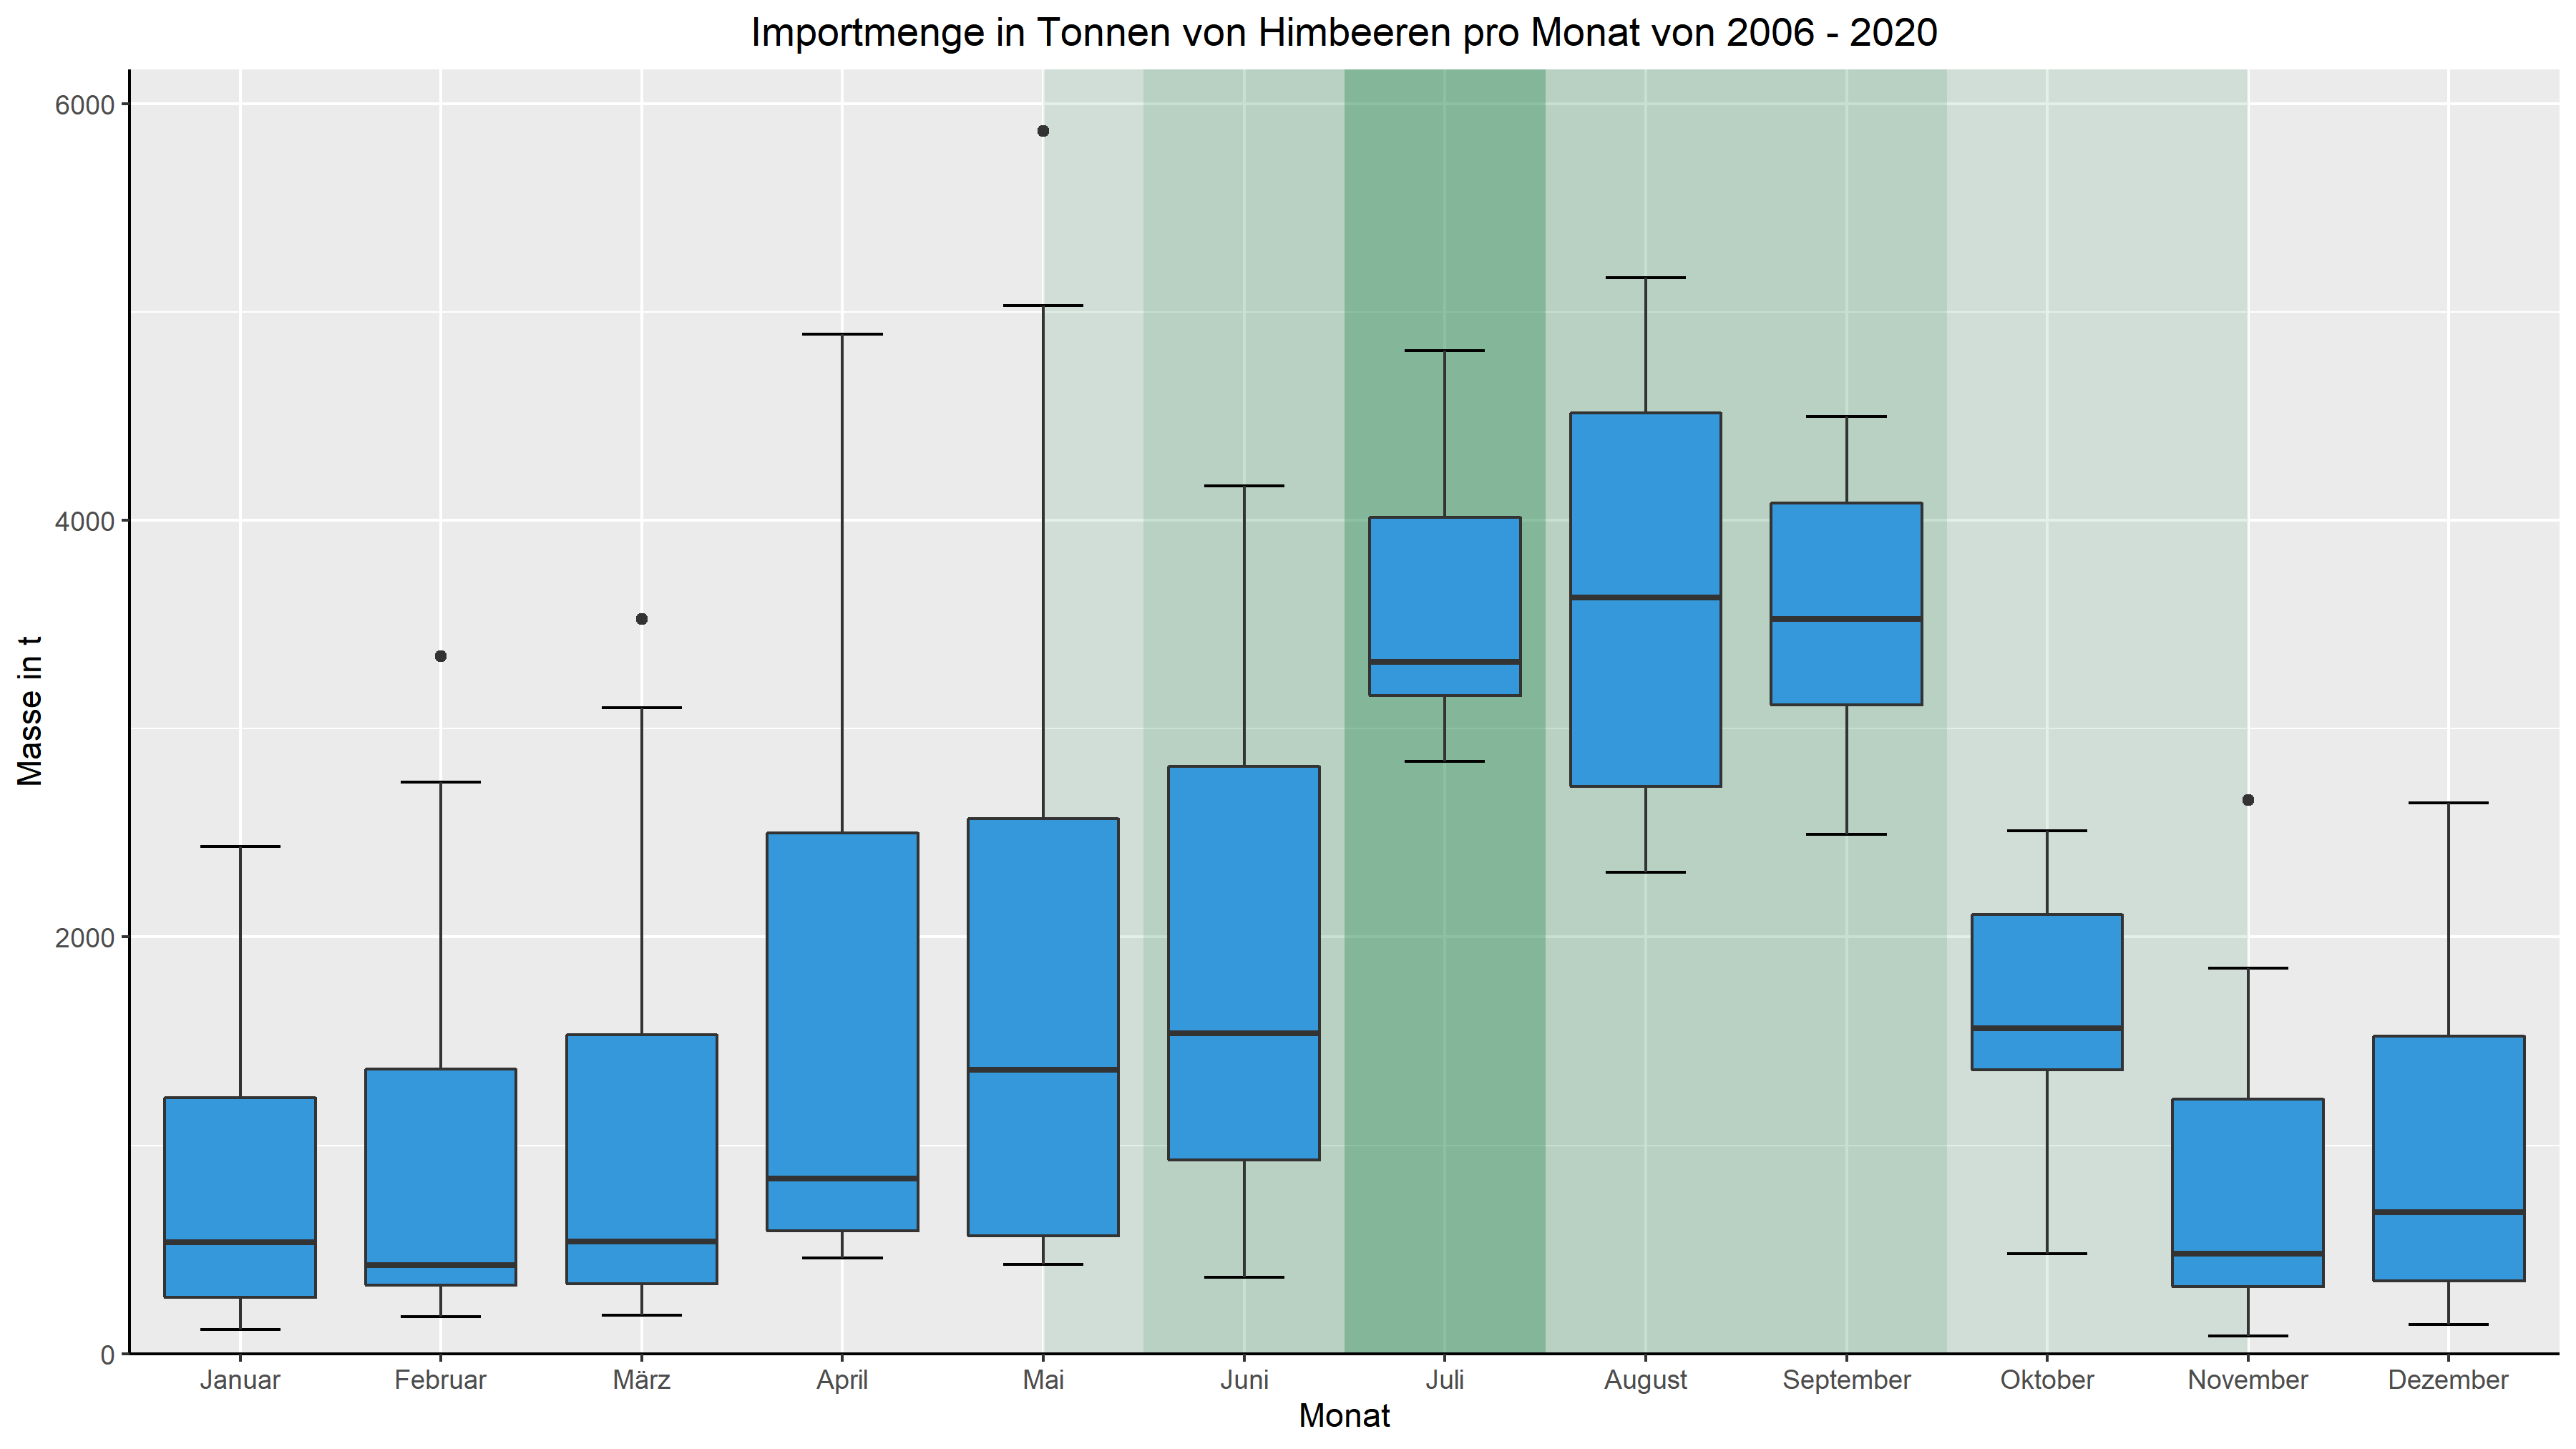 Importmenge in Tonnen von Himbeeren pro Monat von 2006 - 2020
6000
4000
2000
0
Masse in t
Januar Februar März April Mai Juni Juli August September Oktober November Dezember
Monat